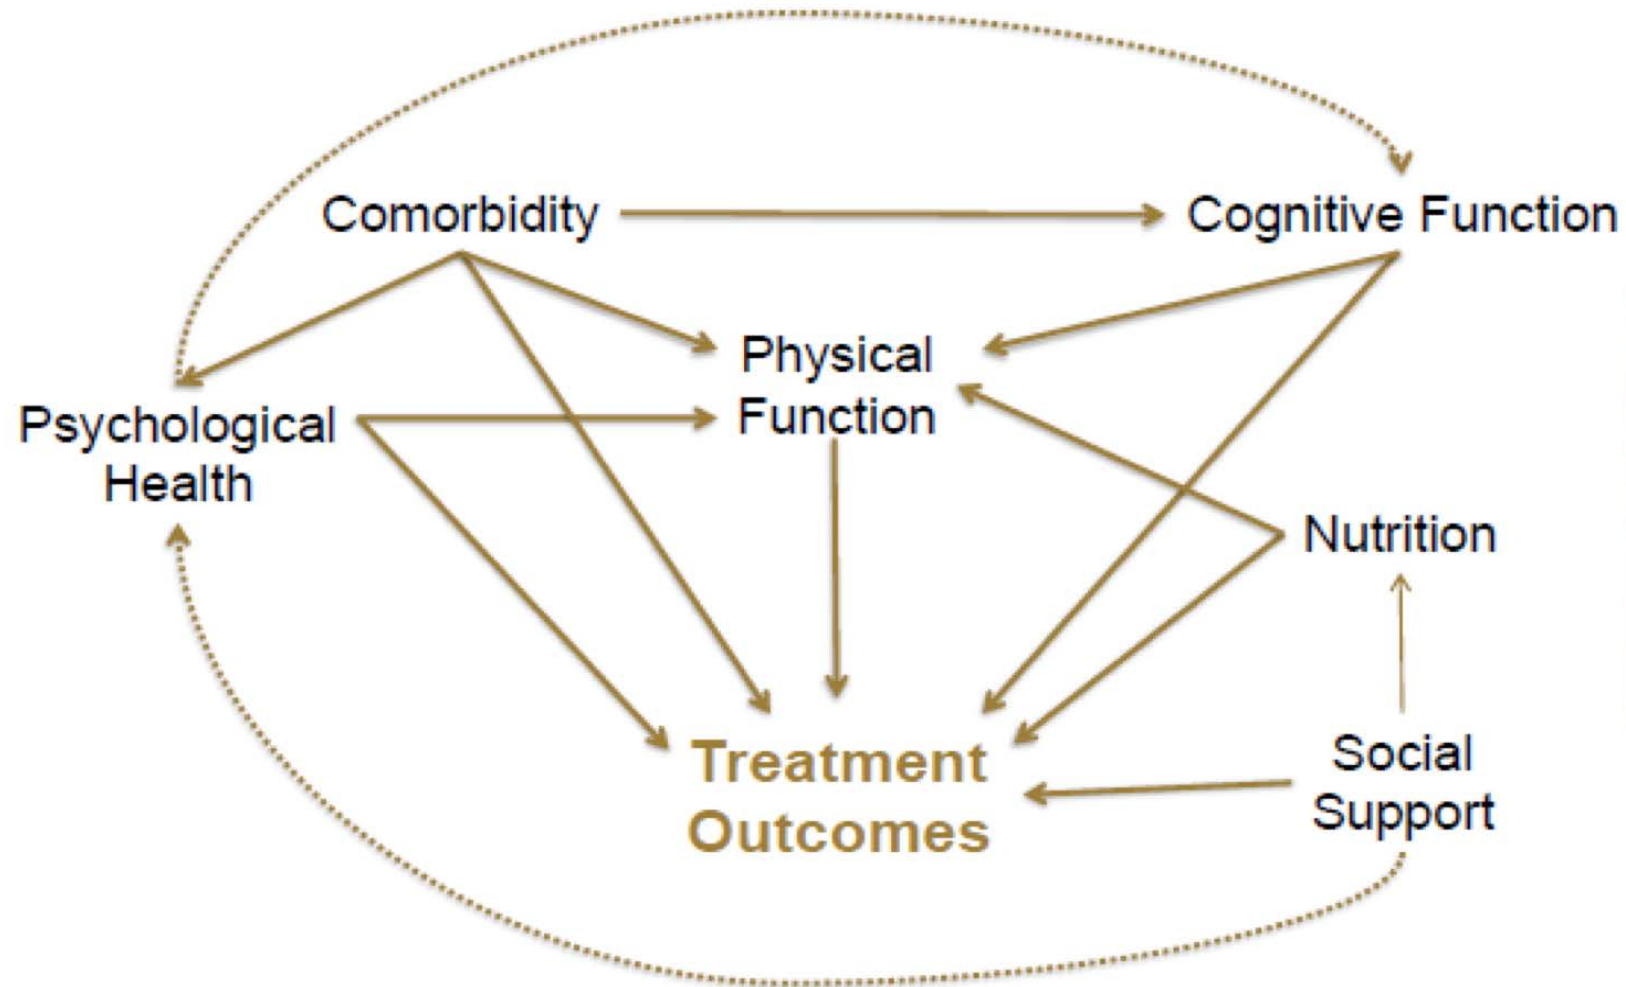 Comorbidity
Cognitive Function
Physical
Function
Psychological
Health
Nutrition
Treatment
Outcomes
Social
Support